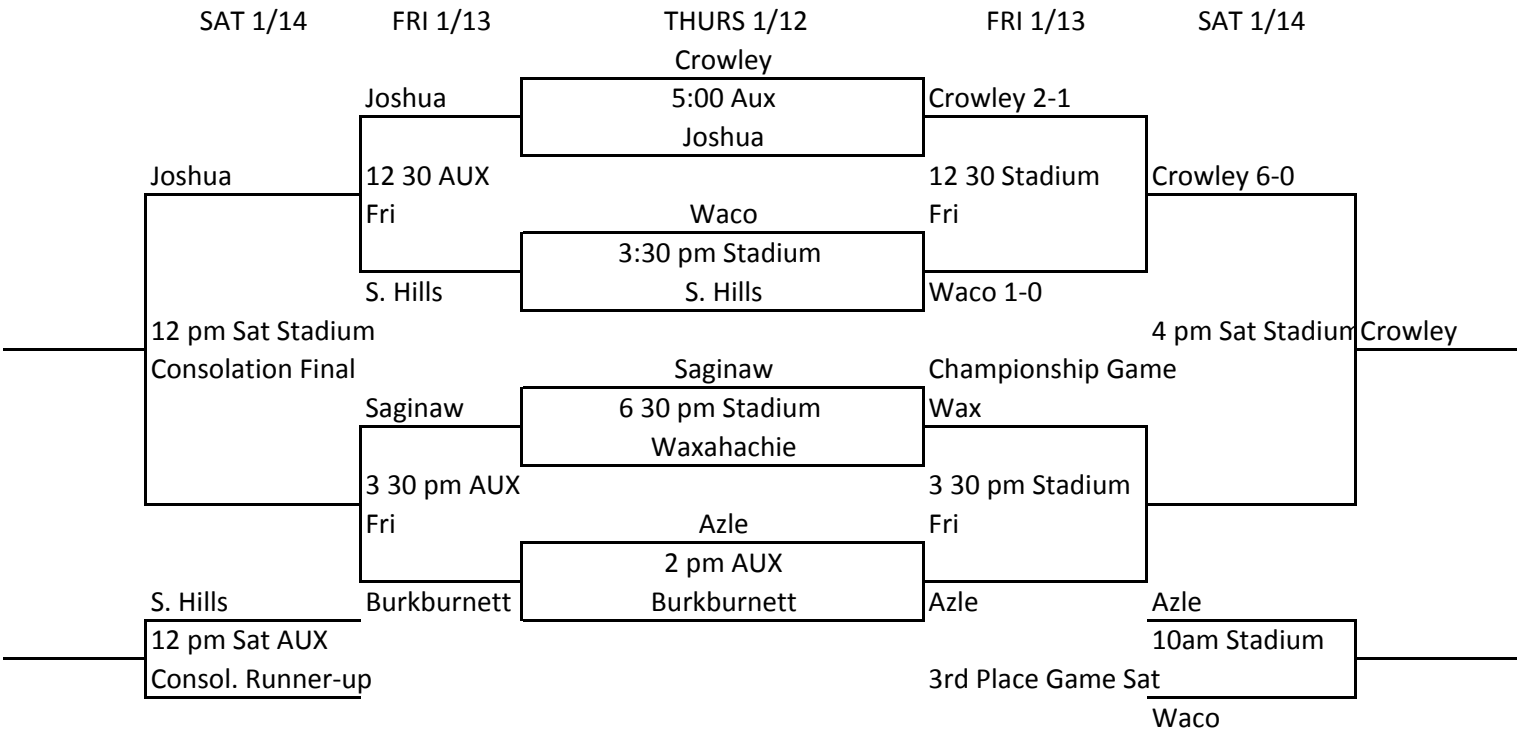 SAT 1/14 FRI 1/13 THURS 1/12 FRI 1/13 SAT 1/14
Crowley
Joshua 5:00 Aux Crowley 2-1
Joshua
Joshua 12 30 AUX 12 30 Stadium Crowley 6-0
Fri Waco Fri
3:30 pm Stadium
S. Hills S. Hills Waco 1-0
12 pm Sat Stadium 4 pm Sat Stadium Crowley
Consolation Final Saginaw Championship Game
Saginaw 6 30 pm Stadium Wax
Waxahachie
3 30 pm AUX 3 30 pm Stadium
Fri Azle Fri
2 pm AUX
S. Hills Burkburnett Burkburnett Azle Azle
12 pm Sat AUX 10am Stadium
Consol. Runner-up 3rd Place Game Sat
Waco